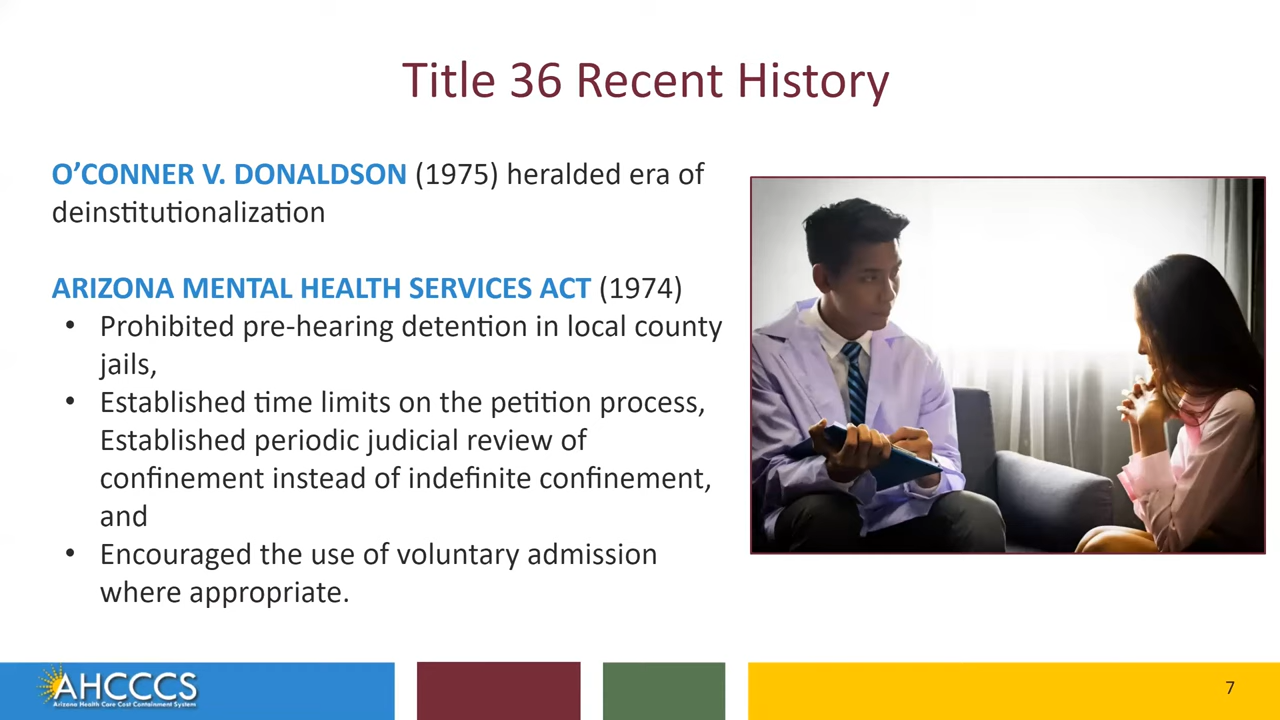 Title 36 Recent History
O’CONNER V. DONALDSON (1975) heralded era of
deinstitutionalization
ARIZONA MENTAL HEALTH SERVICES ACT (1974)
• Prohibited pre-hearing detention in local county
jails,
• Established time limits on the petition process,
Established periodic judicial review of
confinement instead of indefinite confinement,
and
• Encouraged the use of voluntary admission
where appropriate.
AHCCCS
Arizona Health Care Cost Containment System
7